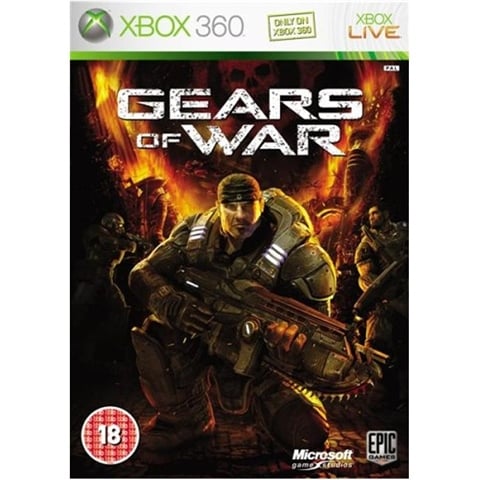 XBOX 360
ONLY ON
XBOX 360
XBOX
LIVE
PAL
GEARS
OF WAR
18
Microsoft
game studios
EPIC
GAMES